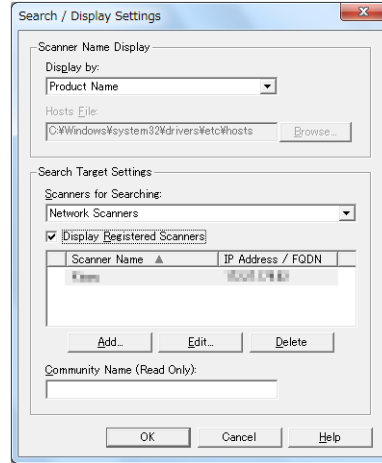 Search / Display Settings
Scanner Name Display
Display by:
Product Name
Hosts File:
C:¥Windows¥system32¥drivers¥etc¥hosts Browse...
Search Target Settings
Scanners for Searching:
Network Scanners
Display Registered Scanners
Scanner Name ▲ IP Address / FQDN
Add... Edit... Delete
Community Name (Read Only):
OK Cancel Help